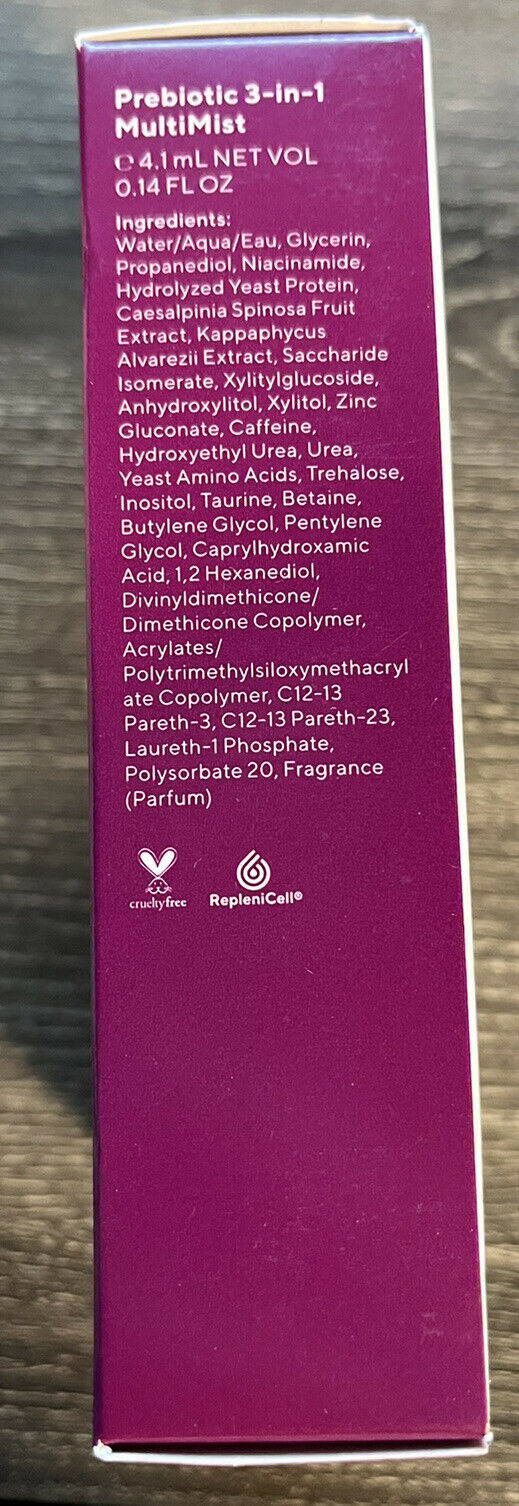 Prebiotic 3-in-1
MultiMist
℮ 4.1 mL NET VOL
0.14 FL OZ
Ingredients:
Water/Aqua/Eau, Glycerin,
Propanediol, Niacinamide,
Hydrolyzed Yeast Protein,
Caesalpinia Spinosa Fruit
Extract, Kappaphycus
Alvarezii Extract, Saccharide
Isomerate, Xylitylglucoside,
Anhydroxylitol, Xylitol, Zinc
Gluconate, Caffeine,
Hydroxyethyl Urea, Urea,
Yeast Amino Acids, Trehalose,
Inositol, Taurine, Betaine,
Butylene Glycol, Pentylene
Glycol, Caprylhydroxamic
Acid, 1,2 Hexanediol,
Divinyldimethicone/
Dimethicone Copolymer,
Acrylates/
Polytrimethylsiloxymethacryl
ate Copolymer, C12-13
Pareth-3, C12-13 Pareth-23,
Laureth-1 Phosphate,
Polysorbate 20, Fragrance
(Parfum)
crueltyfree RepleniCell®